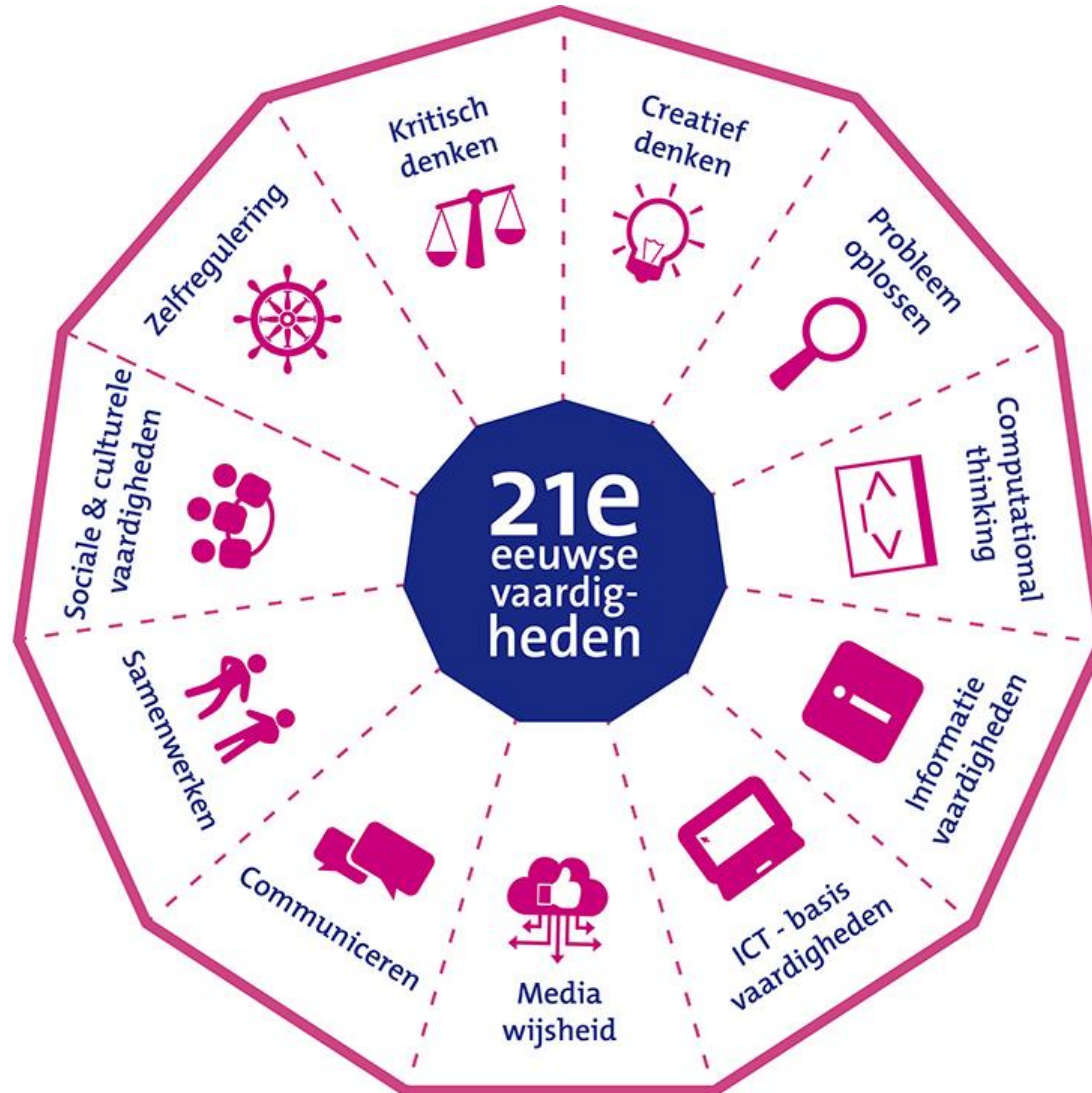 Kritisch
denken
Creatief
denken
Probleem
oplossen
Computational
thinking
Informatie
vaardigheden
ICT - basis
vaardigheden
Media
wijsheid
Communiceren
Samenwerken
Sociale & culturele
vaardigheden
Zelfregulering
21e
eeuwse
vaardig-
heden